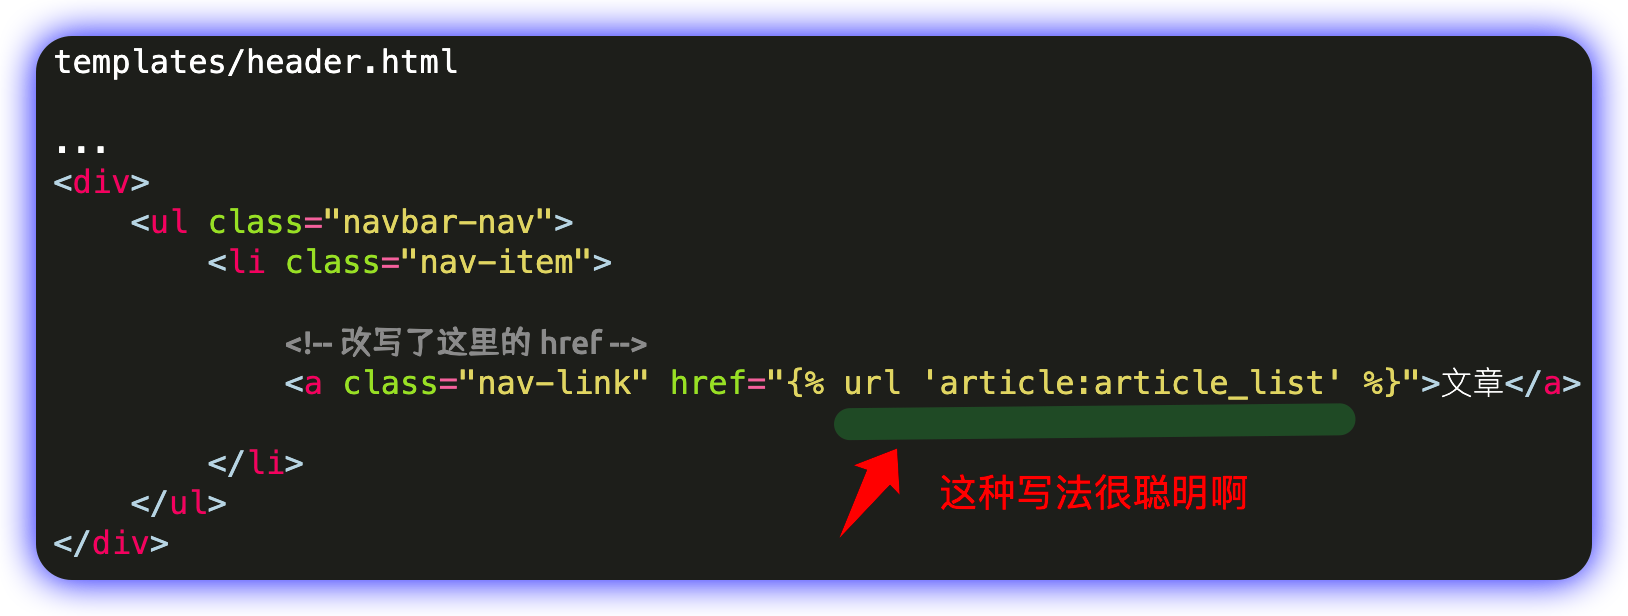 templates/header.html
...
<div>
<ul class="navbar-nav">
<li class="nav-item">
<!-- 改写了这里的 href -->
<a class="nav-link" href="{% url 'article:article_list' %}">文章</a>
</li>
这种写法很聪明啊
</ul>
</div>